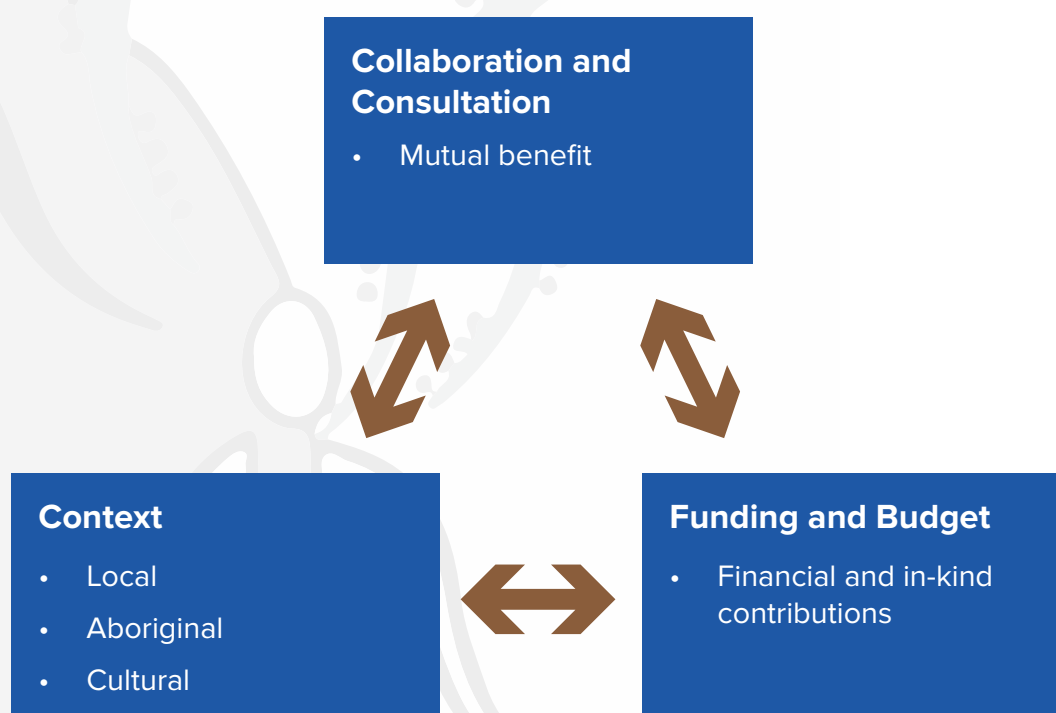 Collaboration and
Consultation
• Mutual benefit
Context
• Local
• Aboriginal
• Cultural
Funding and Budget
• Financial and in-kind
contributions